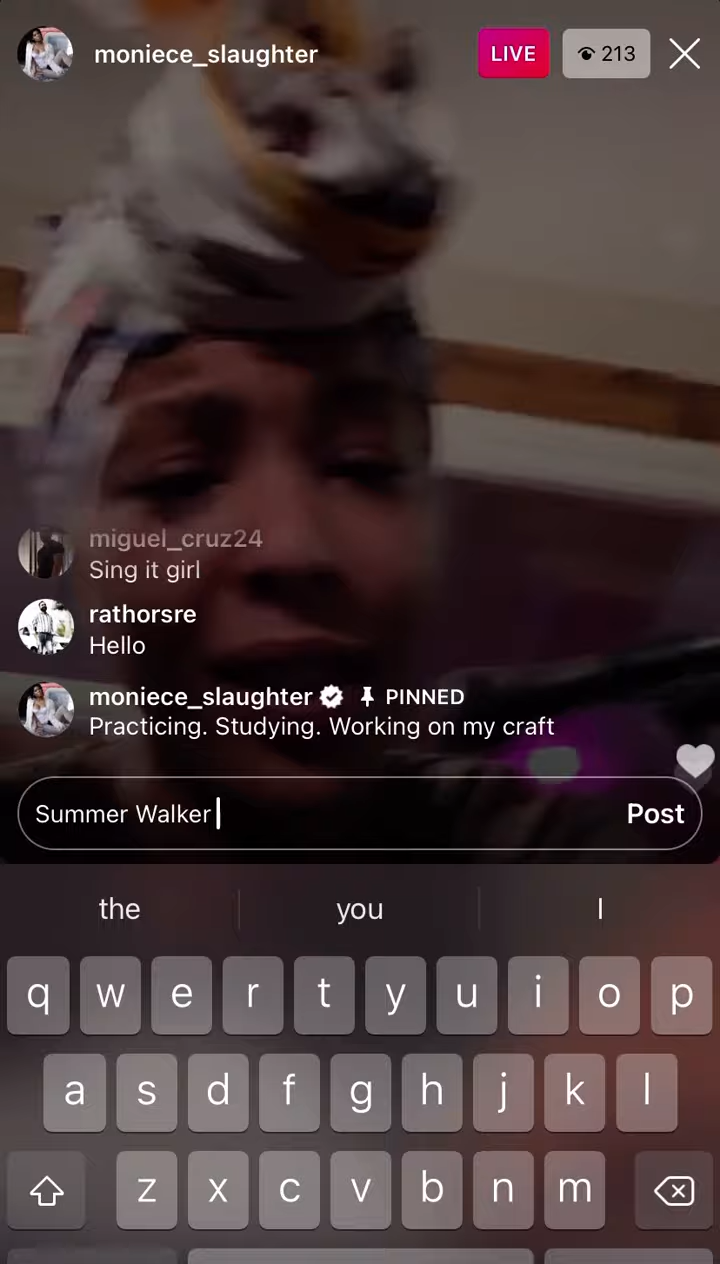 moniece_slaughter
LIVE
213
miguel_cruz24
Sing it girl
rathorsre
Hello
moniece_slaughter PINNED
Practicing. Studying. Working on my craft
Summer Walker Post
the you I
q w e r t y u i o p
a s d f g h j k l
z x c v b n m